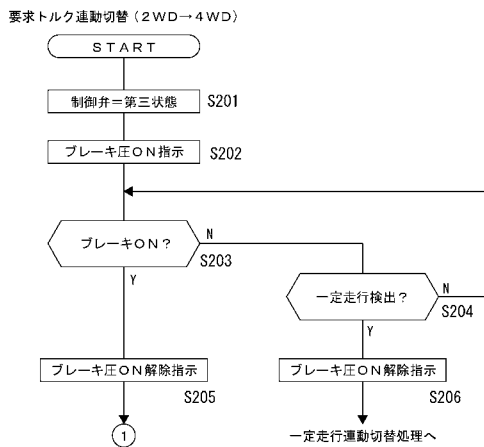 要求トルク連動切替(2WD→4WD)
START
制御弁=第三状態 S201
ブレーキ圧ON指示 S202
ブレーキON? N
S203
Y
一定走行検出? N
S204
Y
ブレーキ圧ON解除指示 ブレーキ圧ON解除指示
S205 S206
① 一定走行連動切替処理へ